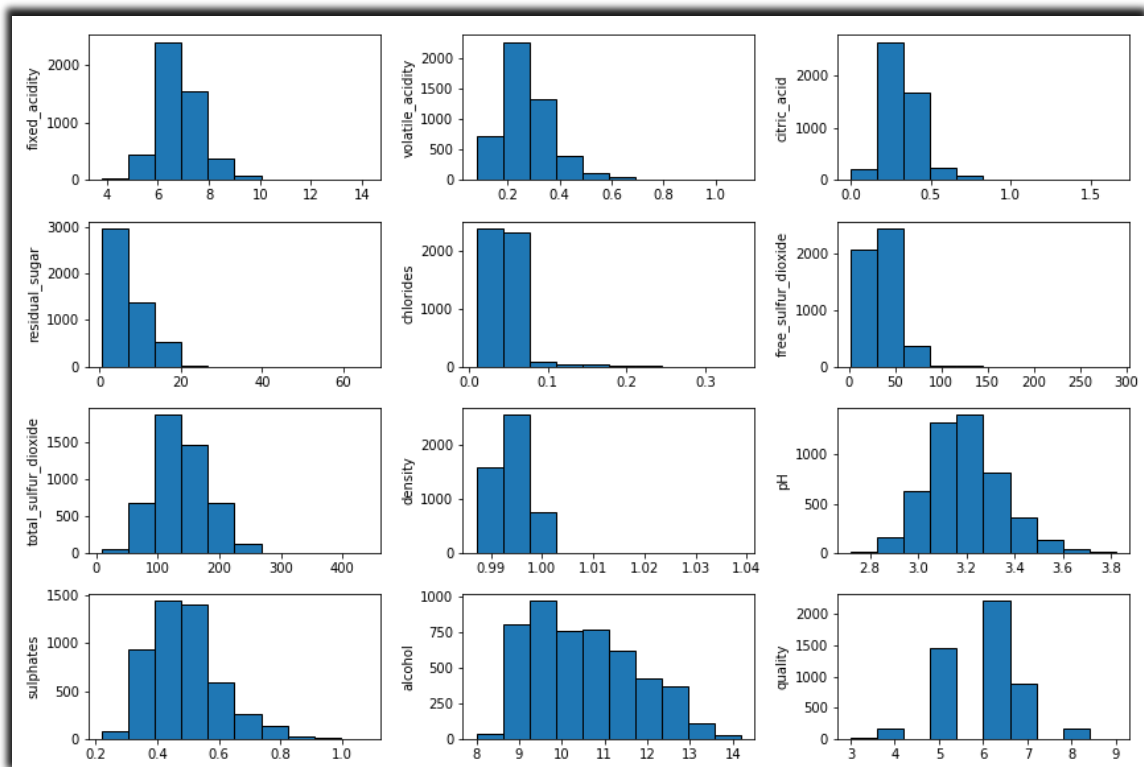 fixed_acidity
2000
1000
0
4 6 8 10 12 14
volatile_acidity
2000
1500
1000
500
0
0.2 0.4 0.6 0.8 1.0
citric_acid
2000
1000
0
0.0 0.5 1.0 1.5
residual_sugar
3000
2000
1000
0
0 20 40 60
chlorides
2000
1000
0
0.0 0.1 0.2 0.3
free_sulfur_dioxide
2000
1000
0
0 50 100 150 200 250 300
total_sulfur_dioxide
1500
1000
500
0
0 100 200 300 400
density
2000
1000
0
0.99 1.00 1.01 1.02 1.03 1.04
pH
1000
500
0
2.8 3.0 3.2 3.4 3.6 3.8
sulphates
1500
1000
500
0
0.2 0.4 0.6 0.8 1.0
alcohol
1000
750
500
250
0
8 9 10 11 12 13 14
quality
2000
1500
1000
500
0
3 4 5 6 7 8 9